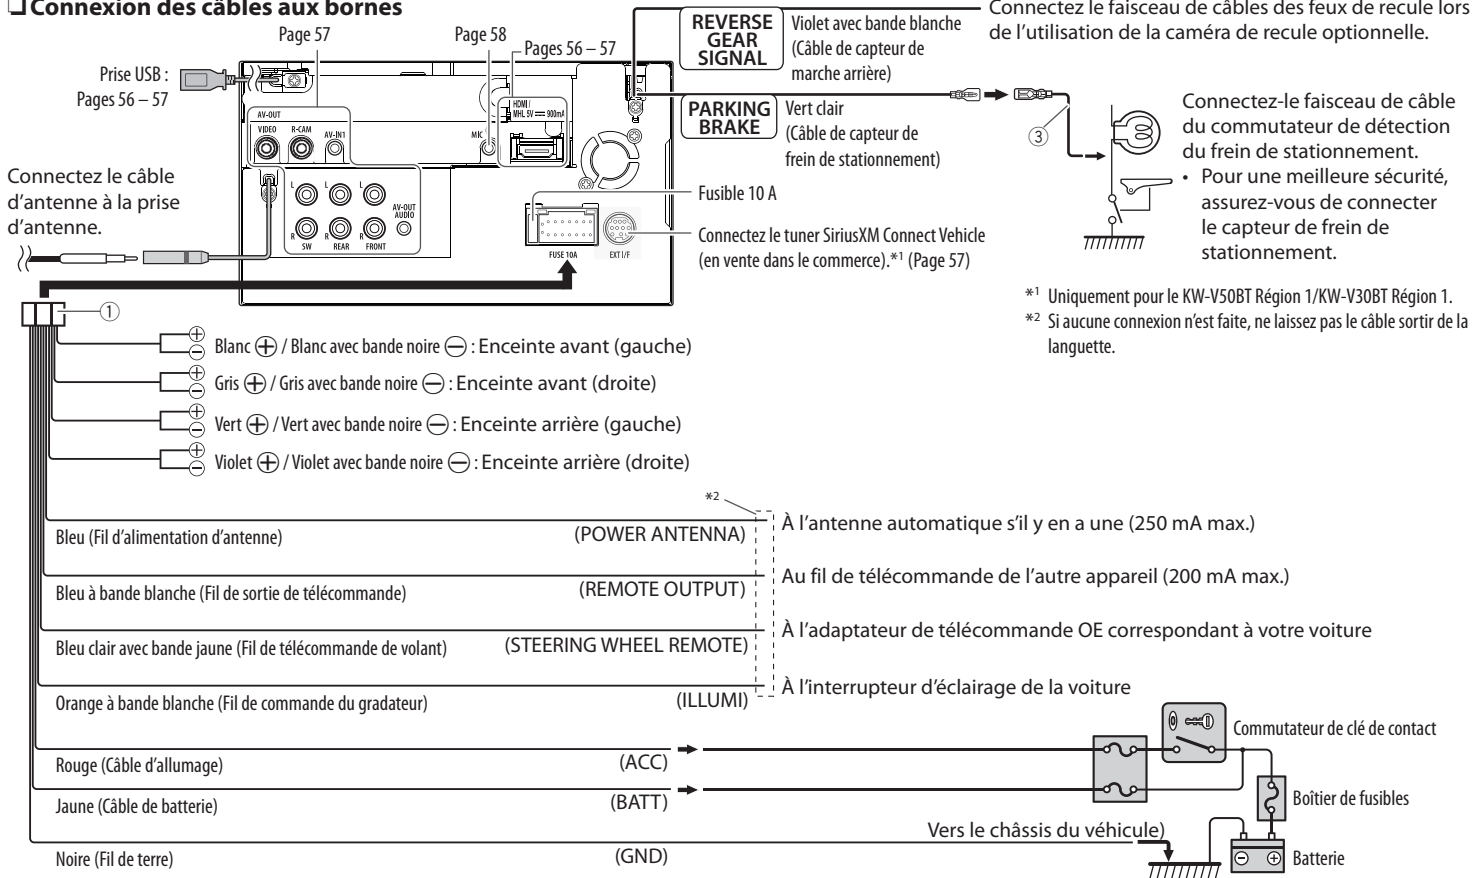 ❏ Connexion des câbles aux bornes
Page 57
Page 58
Pages 56 – 57
Prise USB :
Pages 56 – 57
REVERSE
GEAR
SIGNAL
Violet avec bande blanche
(Câble de capteur de
marche arrière)
Connectez le faisceau de câbles des feux de recule lors
de l’utilisation de la caméra de recule optionnelle.
PARKING
BRAKE
Vert clair
(Câble de capteur de
frein de stationnement)
③
Connectez-le faisceau de câble
du commutateur de détection
du frein de stationnement.
• Pour une meilleure sécurité,
assurez-vous de connecter
le capteur de frein de
stationnement.
AV-OUT
VIDEO
R-CAM
AV-IN1
MIC
HDMI /
MHL 5V ⎓ 900mA
L
L
L
R
R
R
SW
REAR
FRONT
AV-OUT
AUDIO
FUSE 10A
EXT I/F
Connectez le câble
d’antenne à la prise
d’antenne.
Fusible 10 A
Connectez le tuner SiriusXM Connect Vehicle
(en vente dans le commerce).*1 (Page 57)
*1 Uniquement pour le KW-V50BT Région 1/KW-V30BT Région 1.
*2 Si aucune connexion n’est faite, ne laissez pas le câble sortir de la
languette.
①
⊕
⊖
Blanc ⊕ / Blanc avec bande noire ⊖ : Enceinte avant (gauche)
⊕
⊖
Gris ⊕ / Gris avec bande noire ⊖ : Enceinte avant (droite)
⊕
⊖
Vert ⊕ / Vert avec bande noire ⊖ : Enceinte arrière (gauche)
⊕
⊖
Violet ⊕ / Violet avec bande noire ⊖ : Enceinte arrière (droite)
*2
Bleu (Fil d’alimentation d’antenne)
(POWER ANTENNA)
À l’antenne automatique s’il y en a une (250 mA max.)
Bleu à bande blanche (Fil de sortie de télécommande)
(REMOTE OUTPUT)
Au fil de télécommande de l’autre appareil (200 mA max.)
Bleu clair avec bande jaune (Fil de télécommande de volant)
(STEERING WHEEL REMOTE)
À l’adaptateur de télécommande OE correspondant à votre voiture
Orange à bande blanche (Fil de commande du gradateur)
(ILLUMI)
À l’interrupteur d’éclairage de la voiture
Rouge (Câble d’allumage)
(ACC)
Commutateur de clé de contact
Jaune (Câble de batterie)
(BATT)
Boîtier de fusibles
Noire (Fil de terre)
(GND)
Vers le châssis du véhicule)
⊖ ⊕
Batterie